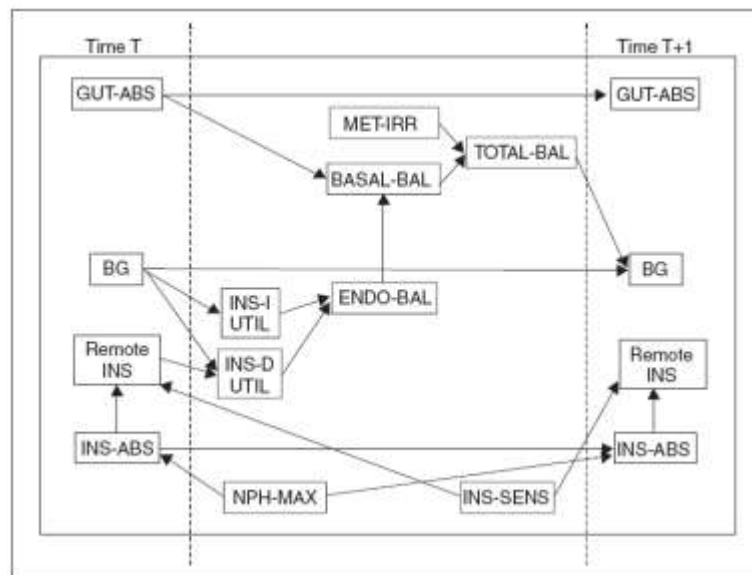 Time T
Time T+1
GUT-ABS
GUT-ABS
MET-IRR
TOTAL-BAL
BASAL-BAL
BG
BG
INS-I
UTIL
ENDO-BAL
Remote
INS
INS-D
UTIL
Remote
INS
INS-ABS
INS-ABS
NPH-MAX
INS-SENS